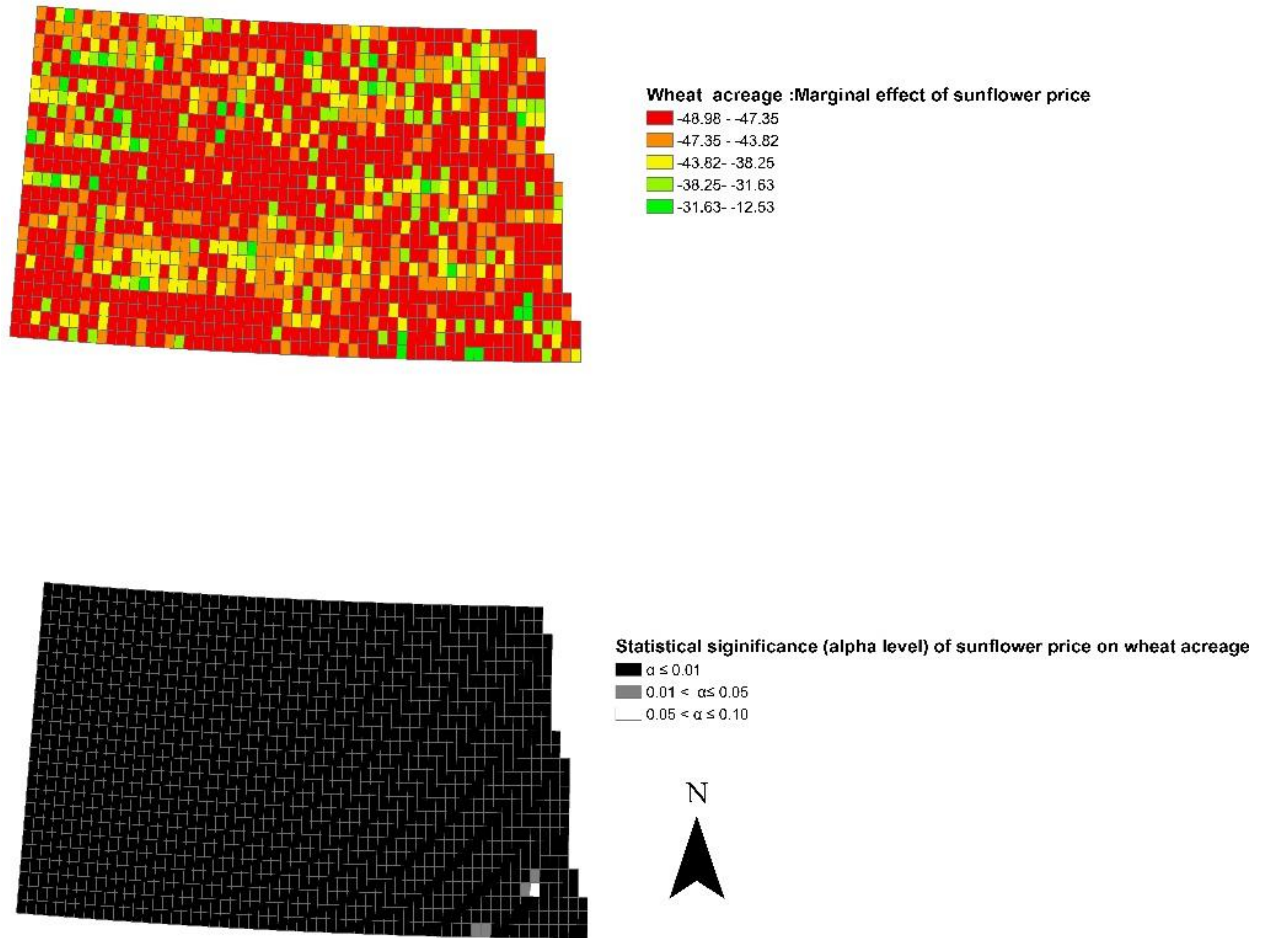 Wheat acreage :Marginal effect of sunflower price
-48.98 - -47.35
-47.35 - -43.82
-43.82- -38.25
-38.25- -31.63
-31.63- -12.53
Statistical siginificance (alpha level) of sunflower price on wheat acreage
α ≤ 0.01
0.01 < α≤ 0.05
0.05 < α ≤ 0.10
N